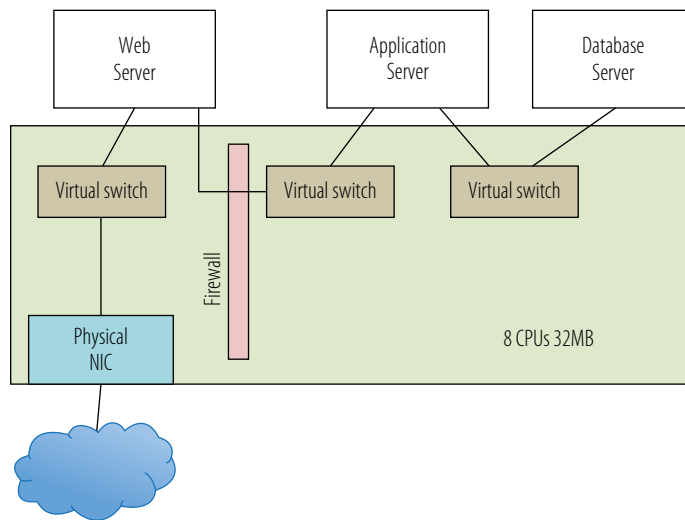 Web
Server
Application
Server
Database
Server
Virtual switch
Virtual switch
Virtual switch
Firewall
Physical
NIC
8 CPUs 32MB